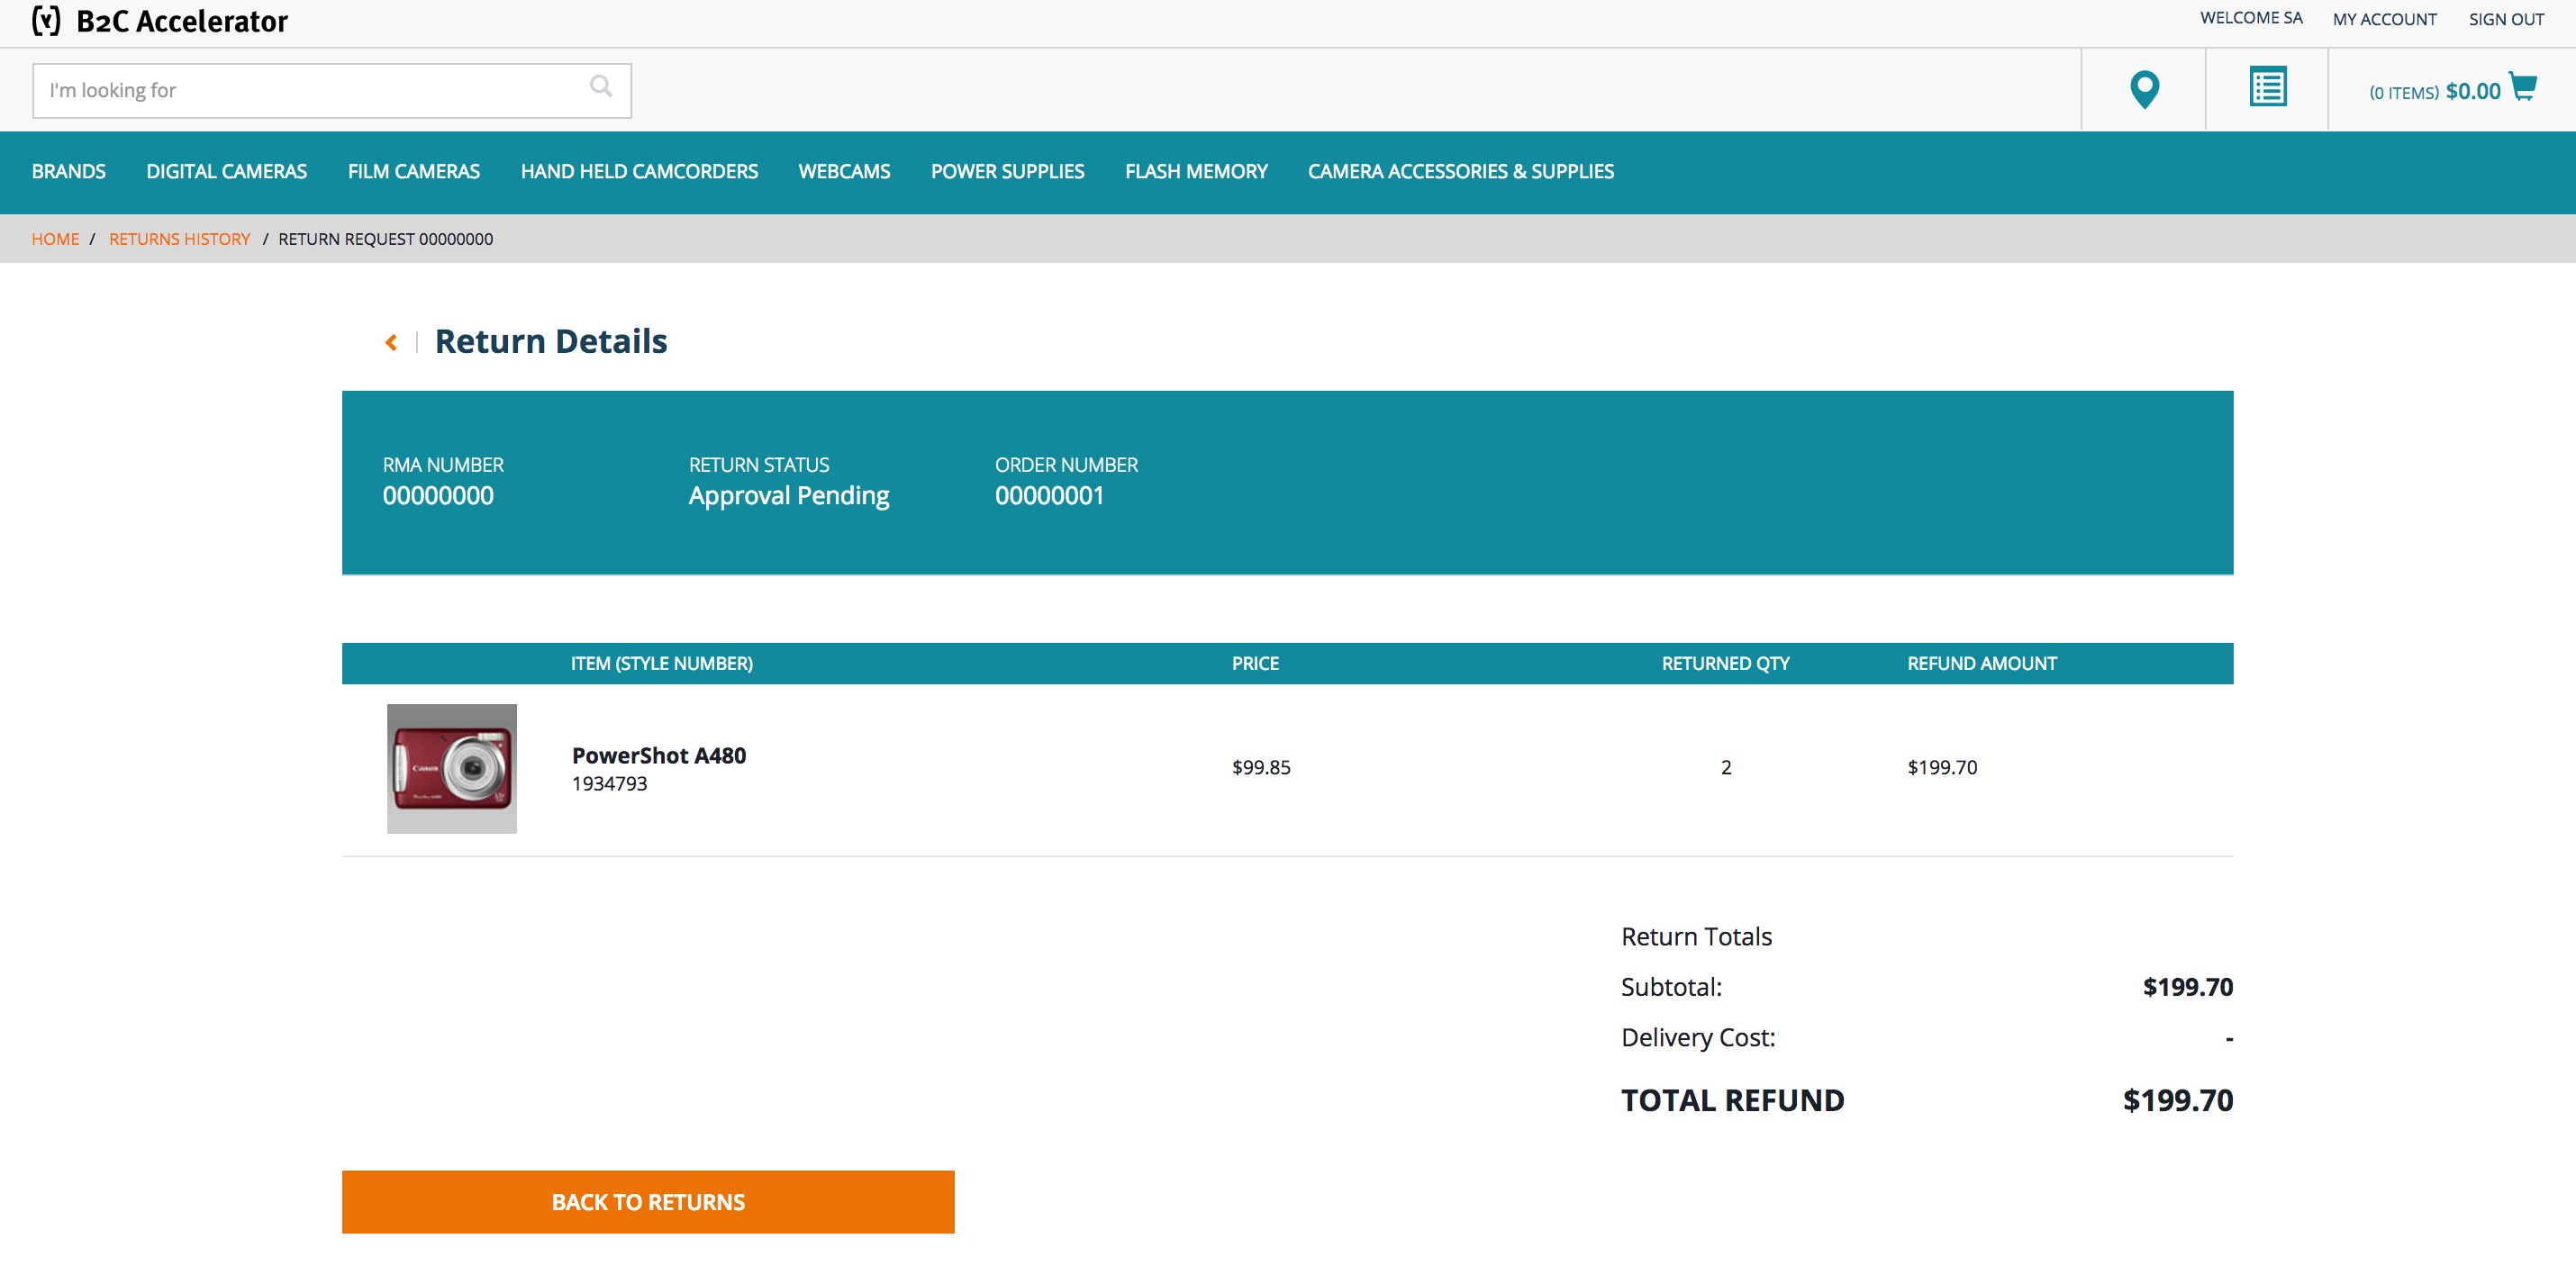 (y) B2C Accelerator
WELCOME SA MY ACCOUNT SIGN OUT
I'm looking for
(0 ITEMS) $0.00
BRANDS DIGITAL CAMERAS FILM CAMERAS HAND HELD CAMCORDERS WEBCAMS POWER SUPPLIES FLASH MEMORY CAMERA ACCESSORIES & SUPPLIES
HOME / RETURNS HISTORY / RETURN REQUEST 00000000
Return Details
RMA NUMBER RETURN STATUS ORDER NUMBER
00000000 Approval Pending 00000001
ITEM (STYLE NUMBER) PRICE RETURNED QTY REFUND AMOUNT
Canon
PowerShot A480
1934793
$99.85 2 $199.70
Return Totals
Subtotal: $199.70
Delivery Cost: -
TOTAL REFUND $199.70
BACK TO RETURNS